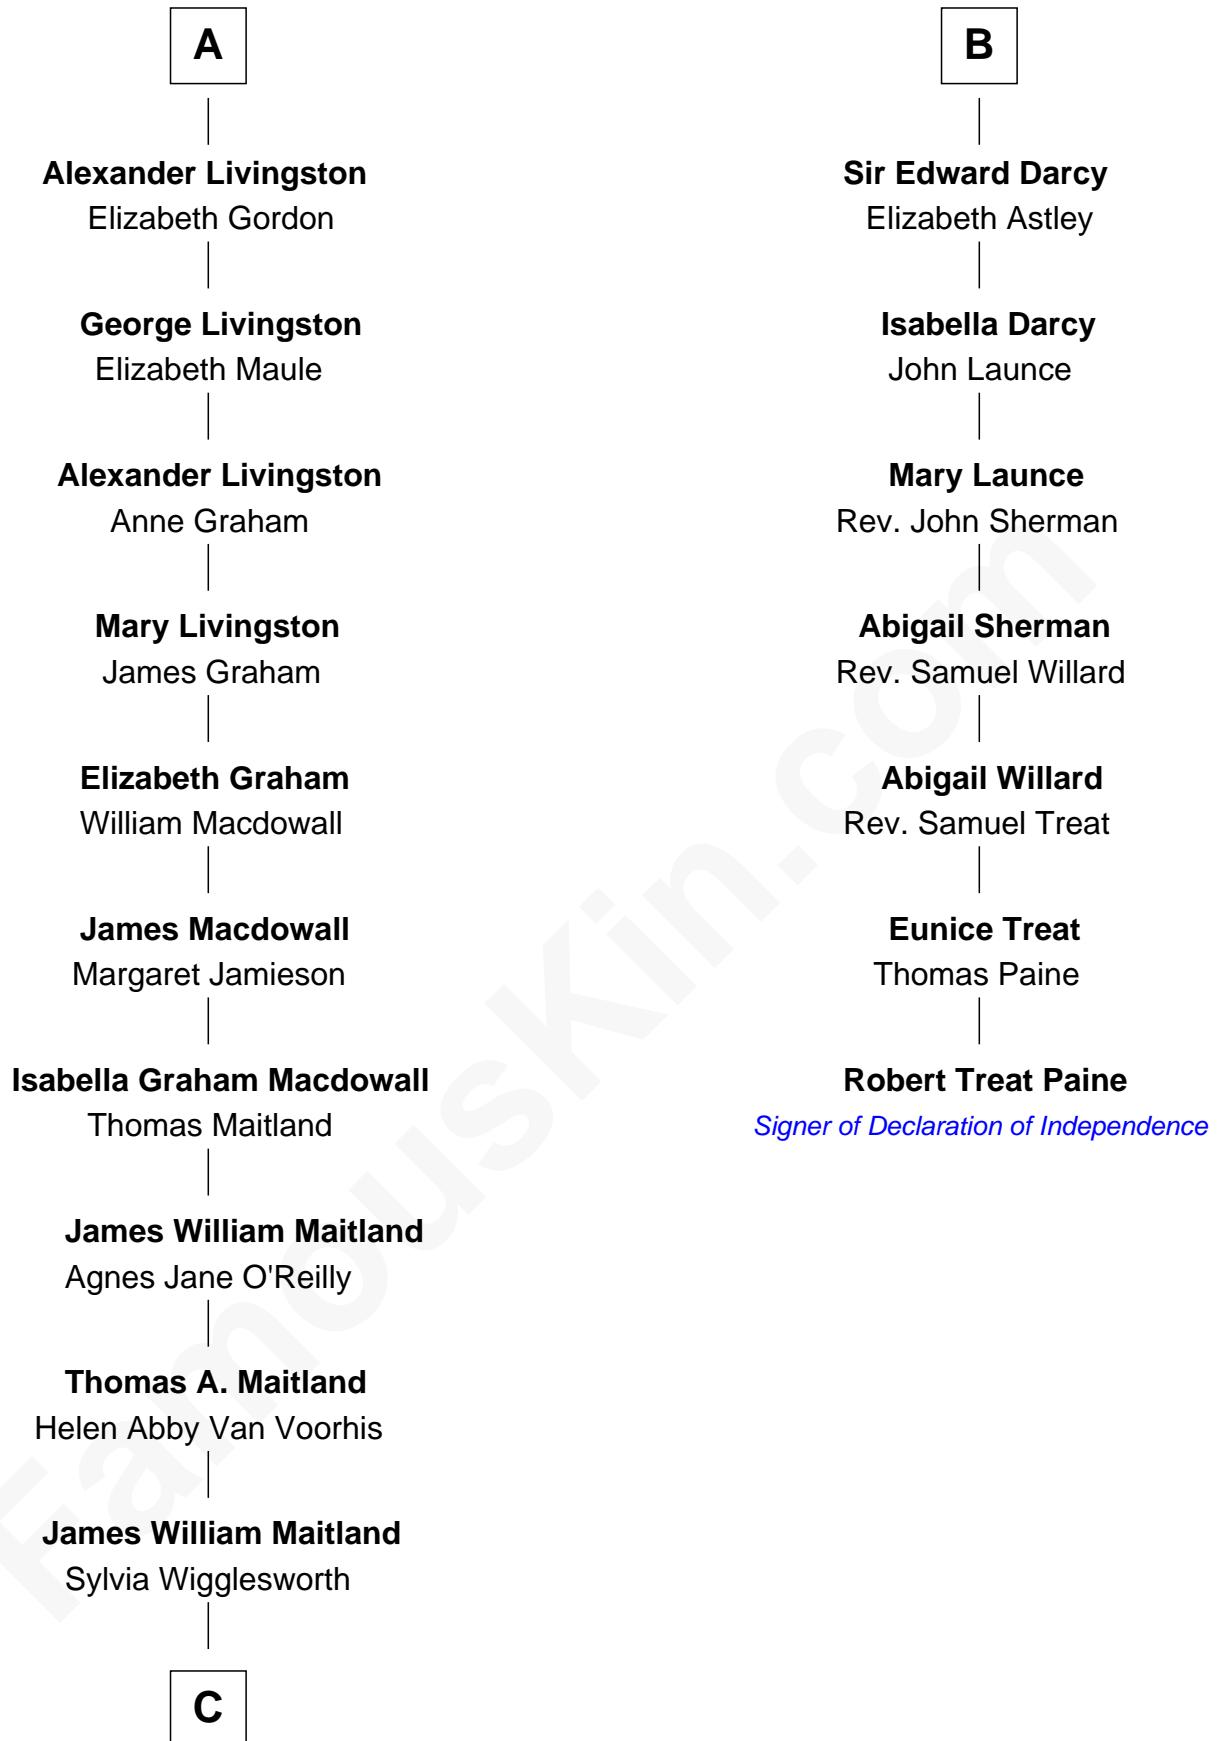 A
Alexander Livingston
Elizabeth Gordon
George Livingston
Elizabeth Maule
Alexander Livingston
Anne Graham
Mary Livingston
James Graham
Elizabeth Graham
William Macdowall
James Macdowall
Margaret Jamieson
Isabella Graham Macdowall
Thomas Maitland
James William Maitland
Agnes Jane O'Reilly
Thomas A. Maitland
Helen Abby Van Voorhis
James William Maitland
Sylvia Wigglesworth
C
B
Sir Edward Darcy
Elizabeth Astley
Isabella Darcy
John Launce
Mary Launce
Rev. John Sherman
Abigail Sherman
Rev. Samuel Willard
Abigail Willard
Rev. Samuel Treat
Eunice Treat
Thomas Paine
Robert Treat Paine
Signer of Declaration of Independence
FamousKin.com